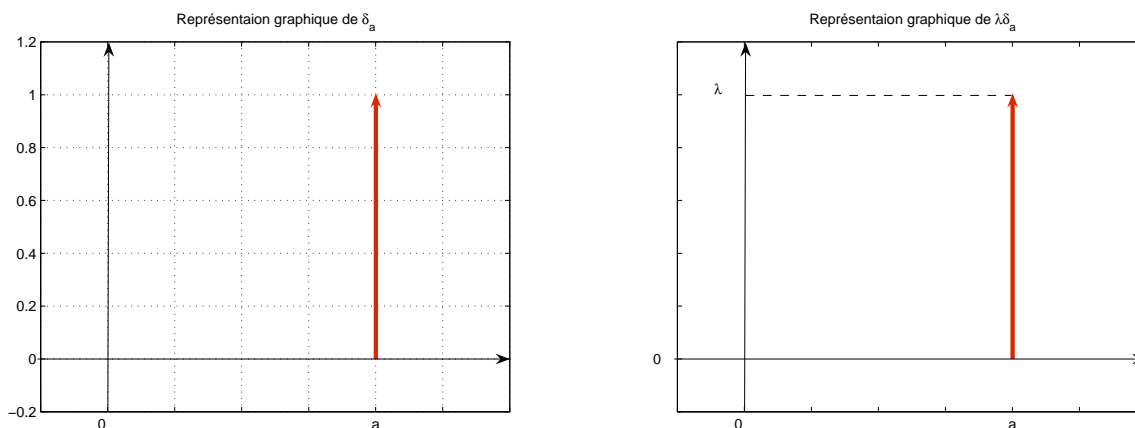 Représentaion graphique de δa
1.2
1
0.8
0.6
0.4
0.2
0
−0.2
0
a
Représentaion graphique de λδa
λ
0
0
a